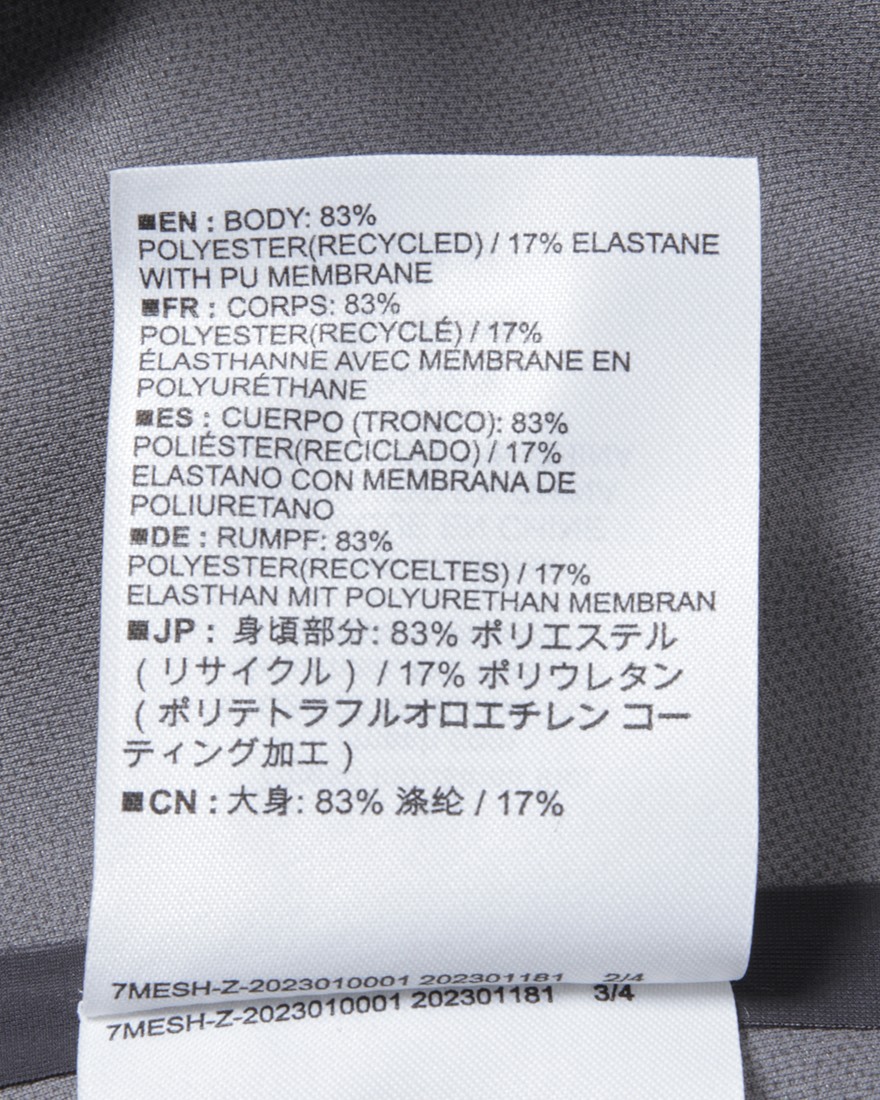 ■EN : BODY: 83%
POLYESTER(RECYCLED) / 17% ELASTANE
WITH PU MEMBRANE
■FR : CORPS: 83%
POLYESTER(RECYCLÉ) / 17%
ÉLASTHANNE AVEC MEMBRANE EN
POLYURÉTHANE
■ES : CUERPO (TRONCO): 83%
POLIÉSTER(RECICLADO) / 17%
ELASTANO CON MEMBRANA DE
POLIURETANO
■DE : RUMPF: 83%
POLYESTER(RECYCELTES) / 17%
ELASTHAN MIT POLYURETHAN MEMBRAN
■JP : 身頃部分: 83% ポリエステル
( リサイクル ) / 17% ポリウレタン
( ポリテトラフルオロエチレン コー
ティング加工 )
■CN : 大身: 83% 涤纶 / 17%
7MESH-Z-2023010001 202301181 2/4
7MESH-Z-2023010001 202301181 3/4